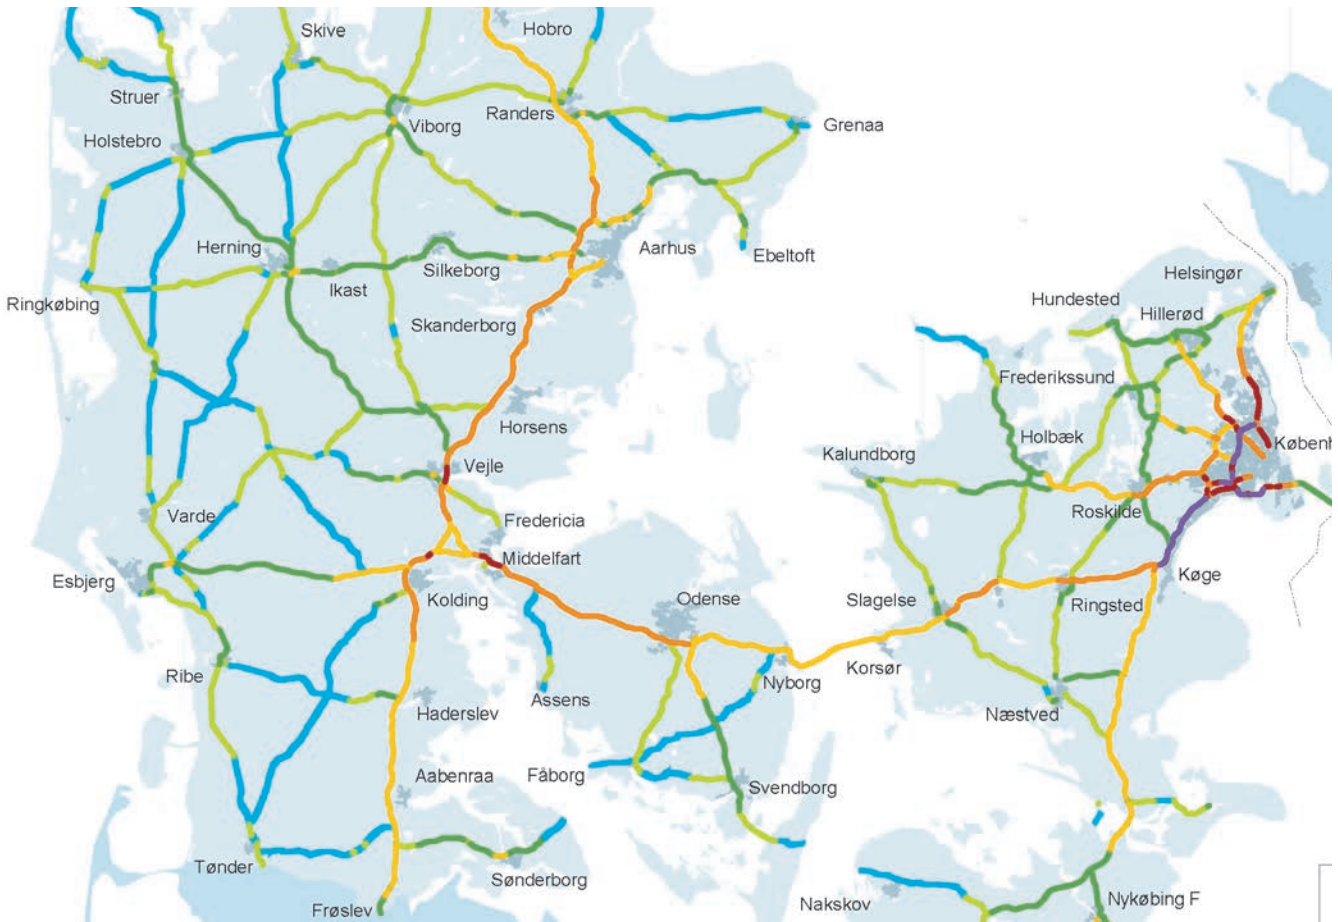 Hobro
Skive
Struer
Randers
Viborg
Grenaa
Holstebro
Herning
Aarhus
Ebeltoft
Silkeborg
Ikast
Helsingør
Ringkøbing
Hundested
Hillerød
Skanderborg
Frederikssund
Horsens
Holbæk
Københ
Vejle
Kalundborg
Roskilde
Varde
Fredericia
Middelfart
Esbjerg
Køge
Kolding
Odense
Slagelse
Ringsted
Ribe
Nyborg
Korsør
Assens
Haderslev
Næstved
Aabenraa
Fåborg
Svendborg
Tønder
Sønderborg
Nakskov
Nykøbing F
Frøslev